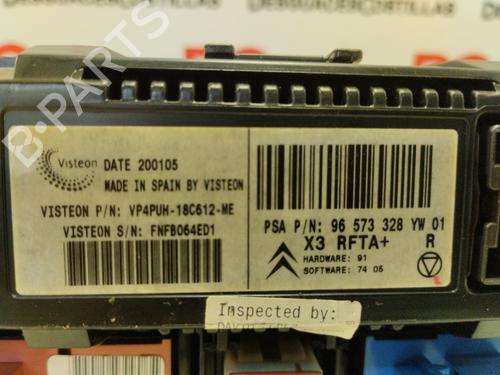 Visteon DATE 200105
MADE IN SPAIN BY VISTEON
VISTEON P/N: VP4PUH-18C612-ME
VISTEON S/N: FNFB064ED1
PSA P/N: 96 573 328 YW 01
X3 RFTA+ R
HARDWARE: 91
SOFTWARE: 74 05
Inspected by:
B-PARTS